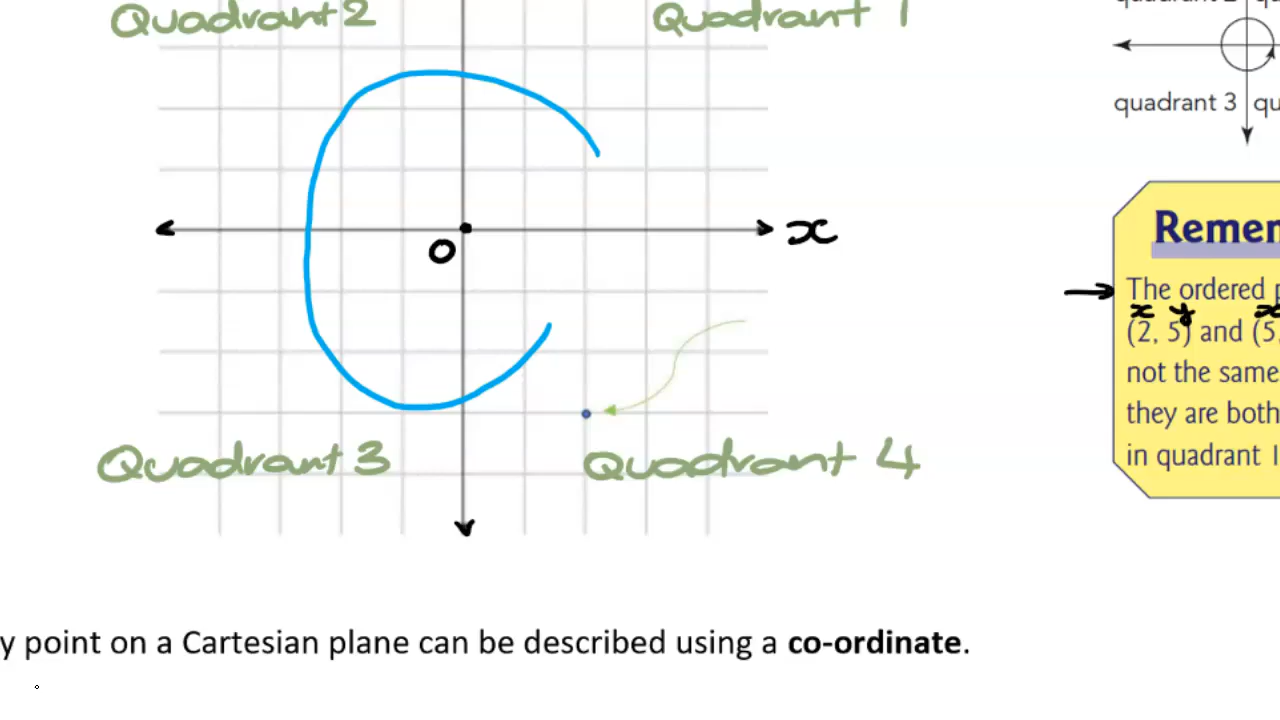 Quadrant 2
Quadrant 1
0
x
Quadrant 3
Quadrant 4
y point on a Cartesian plane can be described using a co-ordinate.
quadrant 3
Remem
The ordered
x y x
(2, 5) and (5,
not the same
they are both
in quadrant 1